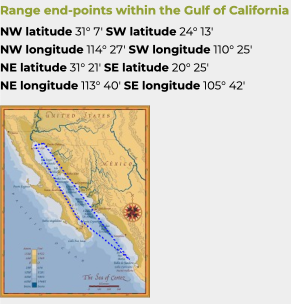 Range end-points within the Gulf of California
NW latitude 31° 7' SW latitude 24° 13'
NW longitude 114° 27' SW longitude 110° 25'
NE latitude 31° 21' SE latitude 20° 25'
NE longitude 113° 40' SE longitude 105° 42'
UNITED STATES
MEXICO
The Sea of Cortez